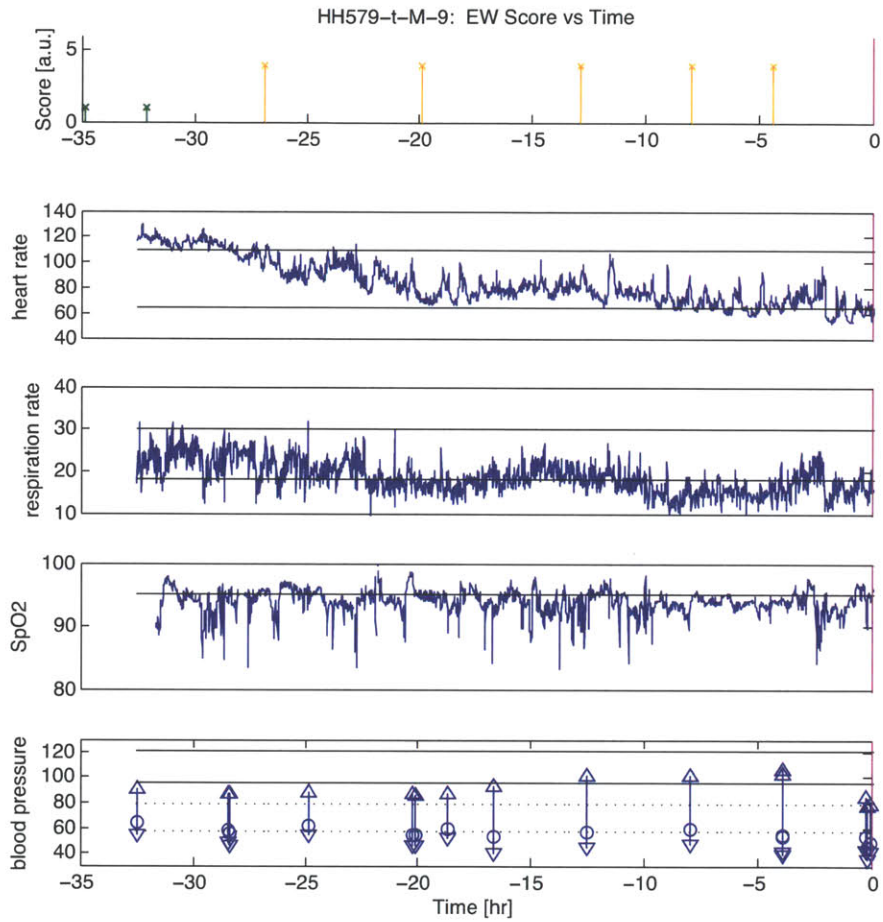 HH579-t-M-9: EW Score vs Time
Score [a.u.]
5
0
-35 -30 -25 -20 -15 -10 -5 0
heart rate
140
120
100
80
60
40
respiration rate
40
30
20
10
SpO2
100
90
80
blood pressure
120
100
80
60
40
-35 -30 -25 -20 -15 -10 -5 0
Time [hr]